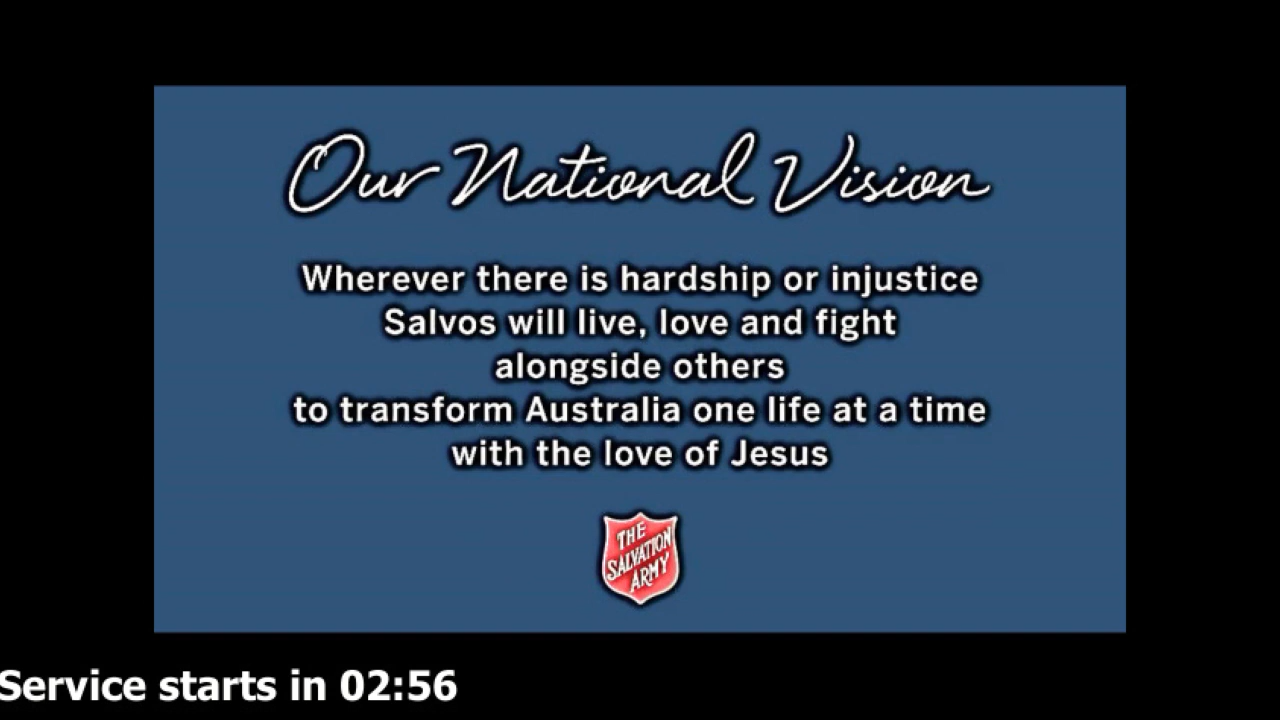 Our National Vision
Wherever there is hardship or injustice
Salvos will live, love and fight
alongside others
to transform Australia one life at a time
with the love of Jesus
THE
SALVATION
ARMY
Service starts in 02:56